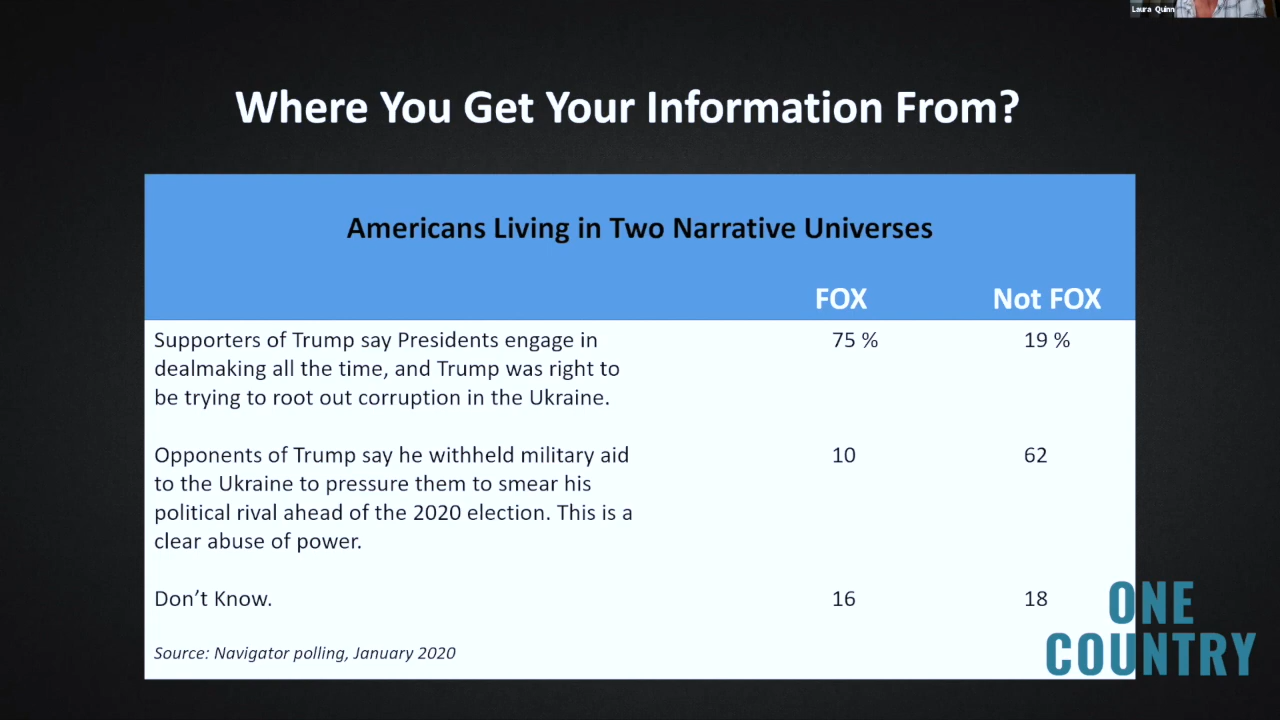 Laura Quinn
Where You Get Your Information From?
Americans Living in Two Narrative Universes
FOX Not FOX
Supporters of Trump say Presidents engage in 75 % 19 %
dealmaking all the time, and Trump was right to
be trying to root out corruption in the Ukraine.
Opponents of Trump say he withheld military aid 10 62
to the Ukraine to pressure them to smear his
political rival ahead of the 2020 election. This is a
clear abuse of power.
Don’t Know. 16 18
Source: Navigator polling, January 2020
ONE
COUNTRY